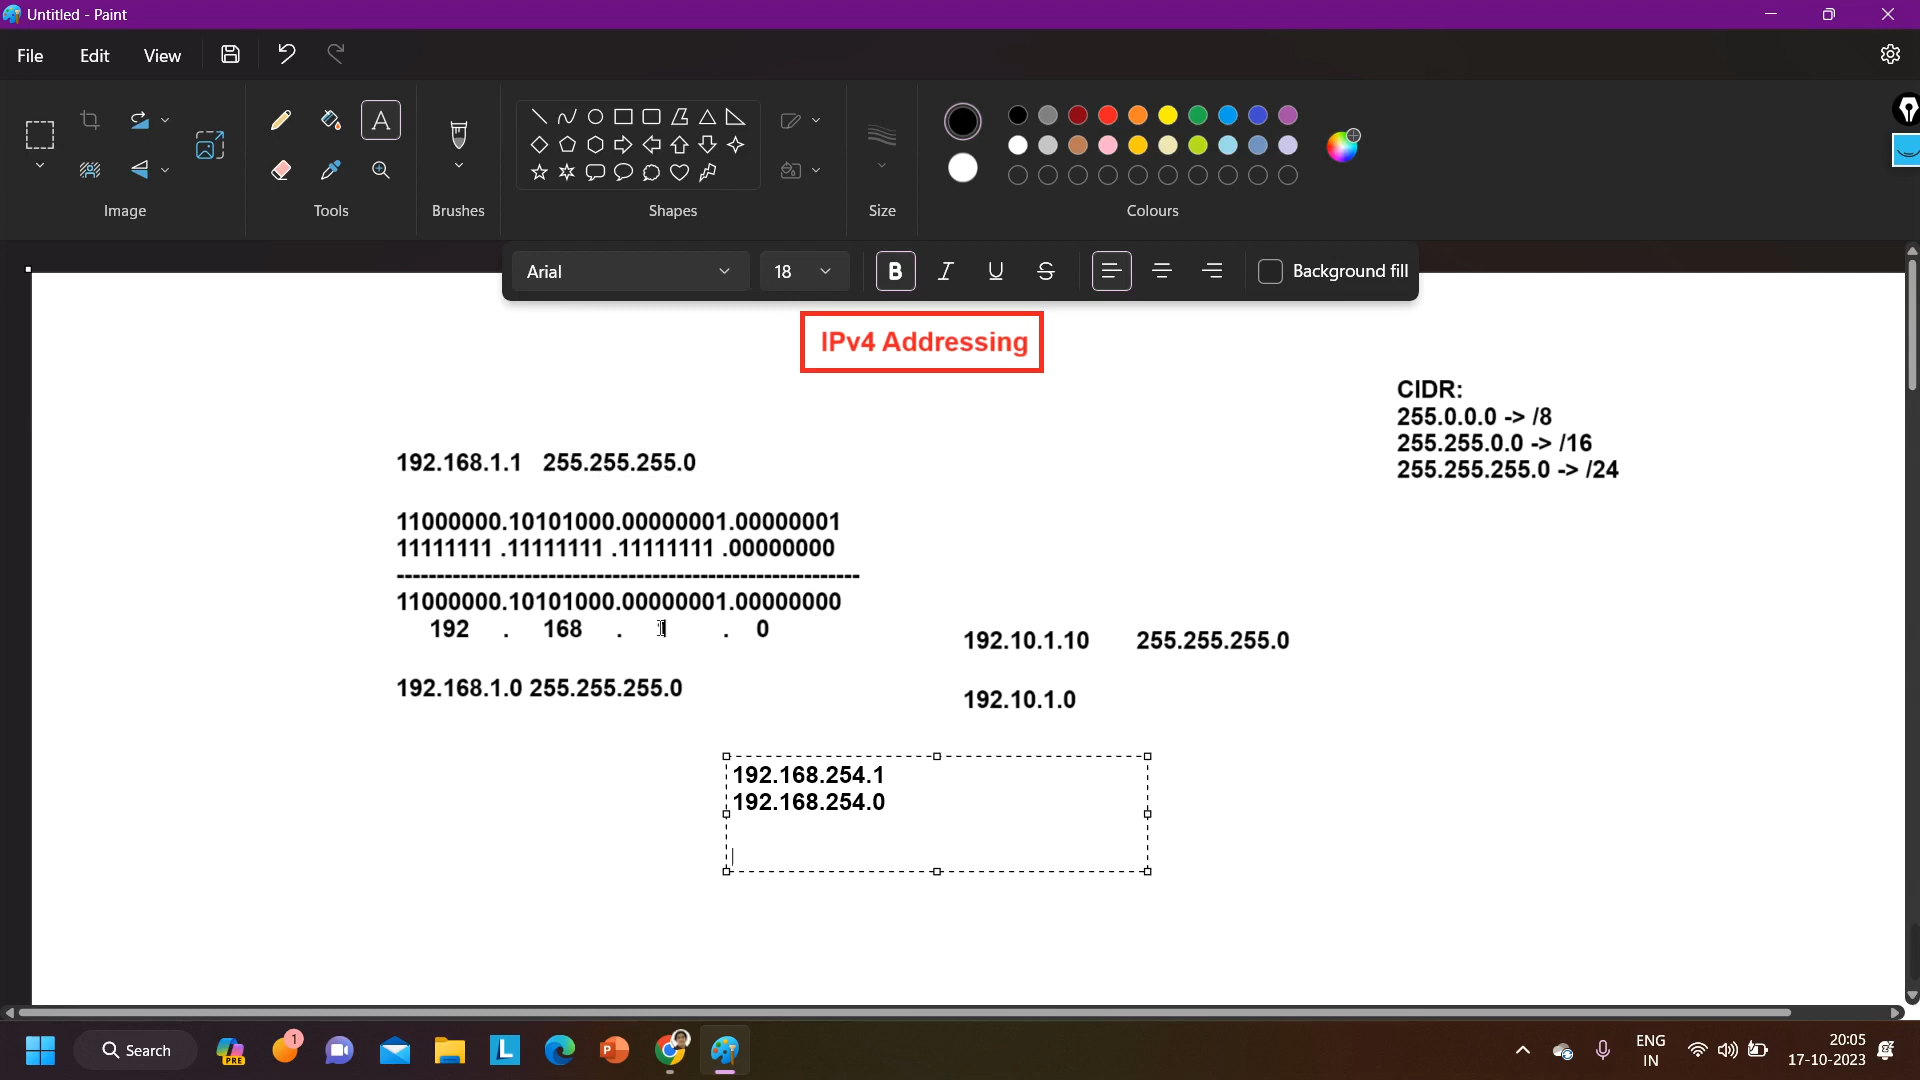 Untitled - Paint
File Edit View
Image
Tools
Brushes
Shapes
Size
Colours
Arial 18 B I U S Background fill
IPv4 Addressing
CIDR:
255.0.0.0 -> /8
255.255.0.0 -> /16
255.255.255.0 -> /24
192.168.1.1 255.255.255.0
11000000.10101000.00000001.00000001
11111111 .11111111 .11111111 .00000000
----------------------------------------------------------
11000000.10101000.00000001.00000000
192 . 168 . 1 . 0
192.168.1.0 255.255.255.0
192.10.1.10 255.255.255.0
192.10.1.0
192.168.254.1
192.168.254.0
Search
PRE
1
L
P
ENG
IN
20:05
17-10-2023